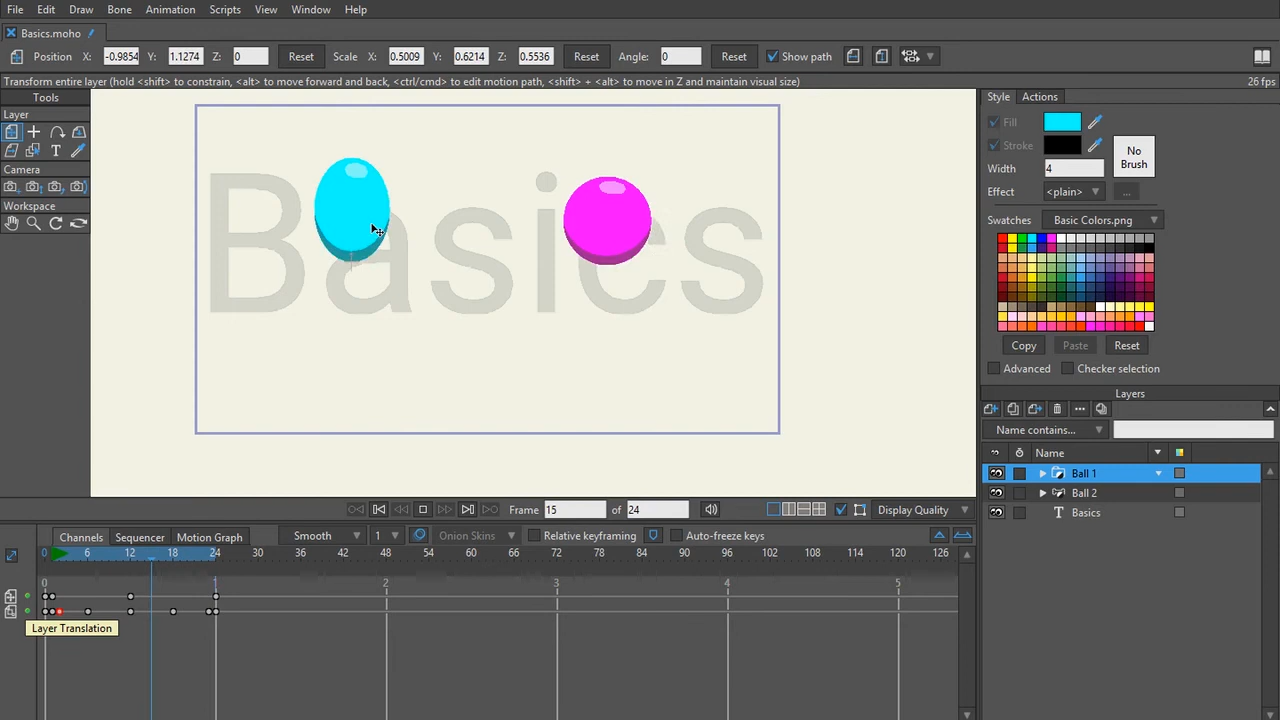 File Edit Draw Bone Animation Scripts View Window Help
Basics.moho
Position X: -0.9854 Y: 1.1274 Z: 0 Reset Scale X: 0.5009 Y: 0.6214 Z: 0.5536 Reset Angle: 0 Reset Show path
Transform entire layer (hold <shift> to constrain, <alt> to move forward and back, <ctrl/cmd> to edit motion path, <shift> + <alt> to move in Z and maintain visual size) 26 fps
Tools
Layer
T
Camera
Workspace
Basics
Style Actions
Fill
Stroke
No
Brush
Width 4
Effect <plain> ...
Swatches Basic Colors.png
Copy Paste Reset
Advanced Checker selection
Layers
Name contains...
Name
Ball 1
Ball 2
T Basics
Frame 15 of 24 Display Quality
Channels Sequencer Motion Graph Smooth 1 Onion Skins Relative keyframing Auto-freeze keys
0 6 12 18 24 30 36 42 48 54 60 66 72 78 84 90 96 102 108 114 120 126
0 1 2 3 4 5
Layer Translation